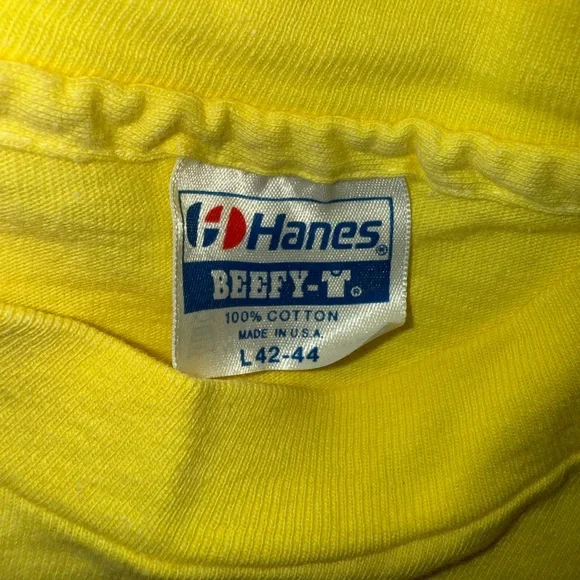 Hanes®
BEEFY-T®
100% COTTON
MADE IN U.S.A.
L 42-44